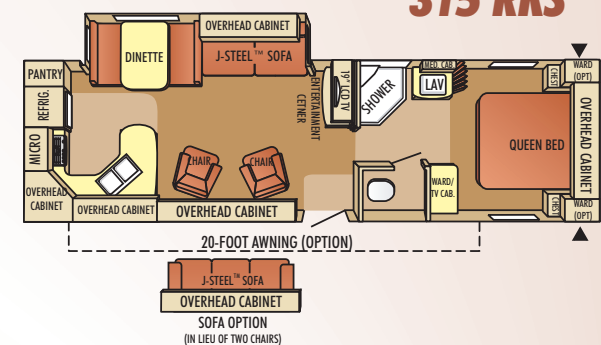 315 RKS
OVERHEAD CABINET
DINETTE
J-STEEL™ SOFA
PANTRY
REFRIG.
MICRO
OVERHEAD
CABINET
OVERHEAD CABINET
CHAIR
CHAIR
OVERHEAD CABINET
ENTERTAINMENT
CETNER
19" LCD TV
SHOWER
MED. CAB.
LAV
WARD/
TV CAB.
CHEST
WARD
(OPT)
QUEEN BED
OVERHEAD CABINET
CHEST
WARD
(OPT)
20-FOOT AWNING (OPTION)
J-STEEL™ SOFA
OVERHEAD CABINET
SOFA OPTION
(IN LIEU OF TWO CHAIRS)